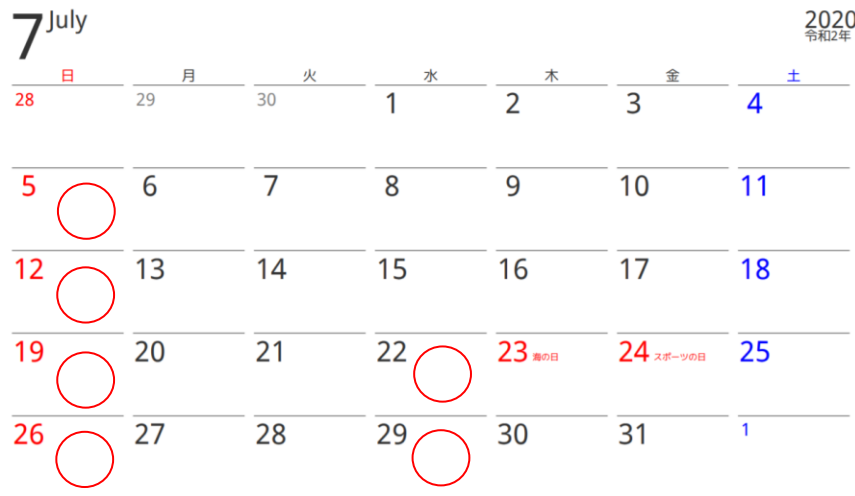 7 July 2020
令和2年
日 月 火 水 木 金 土
28 29 30 1 2 3 4
5 6 7 8 9 10 11
12 13 14 15 16 17 18
19 20 21 22 23 海の日 24 スポーツの日 25
26 27 28 29 30 31 1